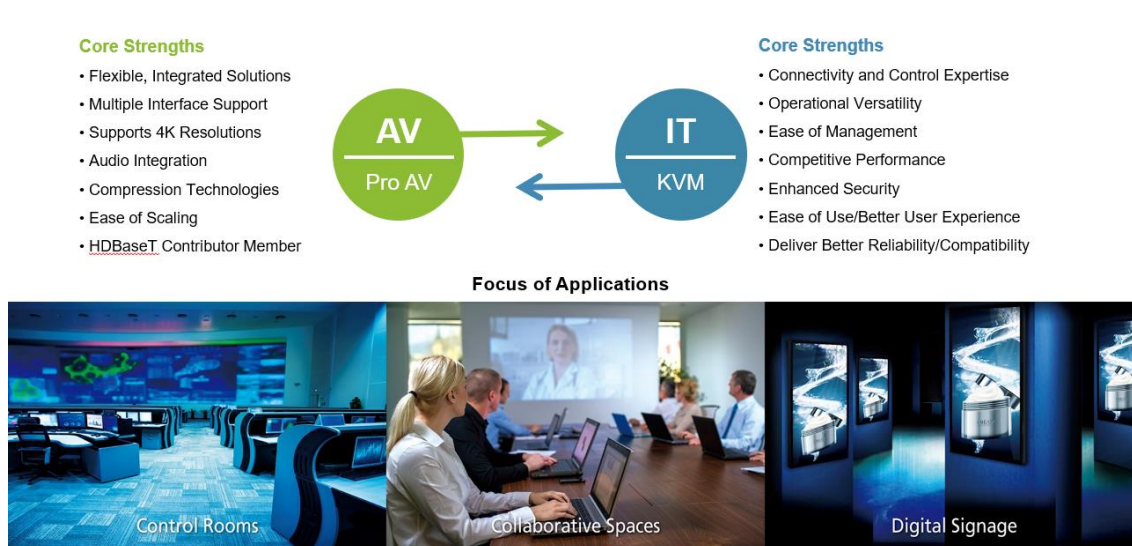 Core Strengths
• Flexible, Integrated Solutions
• Multiple Interface Support
• Supports 4K Resolutions
• Audio Integration
• Compression Technologies
• Ease of Scaling
• HDBaseT Contributor Member
AV
Pro AV
IT
KVM
Core Strengths
• Connectivity and Control Expertise
• Operational Versatility
• Ease of Management
• Competitive Performance
• Enhanced Security
• Ease of Use/Better User Experience
• Deliver Better Reliability/Compatibility
Focus of Applications
Control Rooms
Collaborative Spaces
Digital Signage